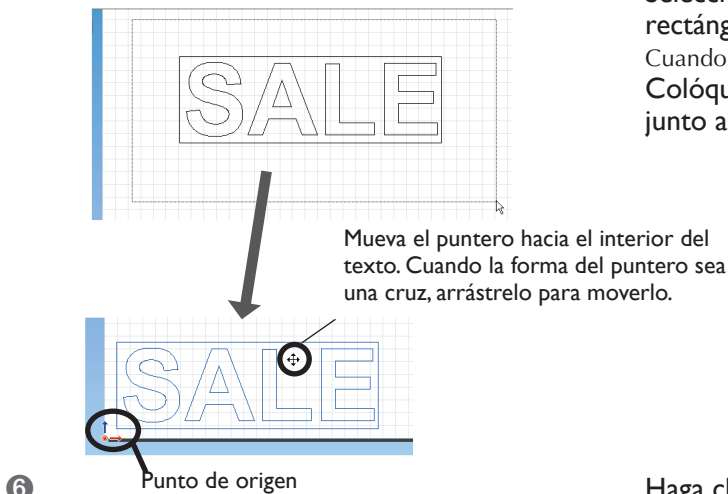 rectáng
Cuando
Colóqu
junto a
SALE
Mueva el puntero hacia el interior del
texto. Cuando la forma del puntero sea
una cruz, arrástrelo para moverlo.
SALE
Punto de origen
6
Haga cl